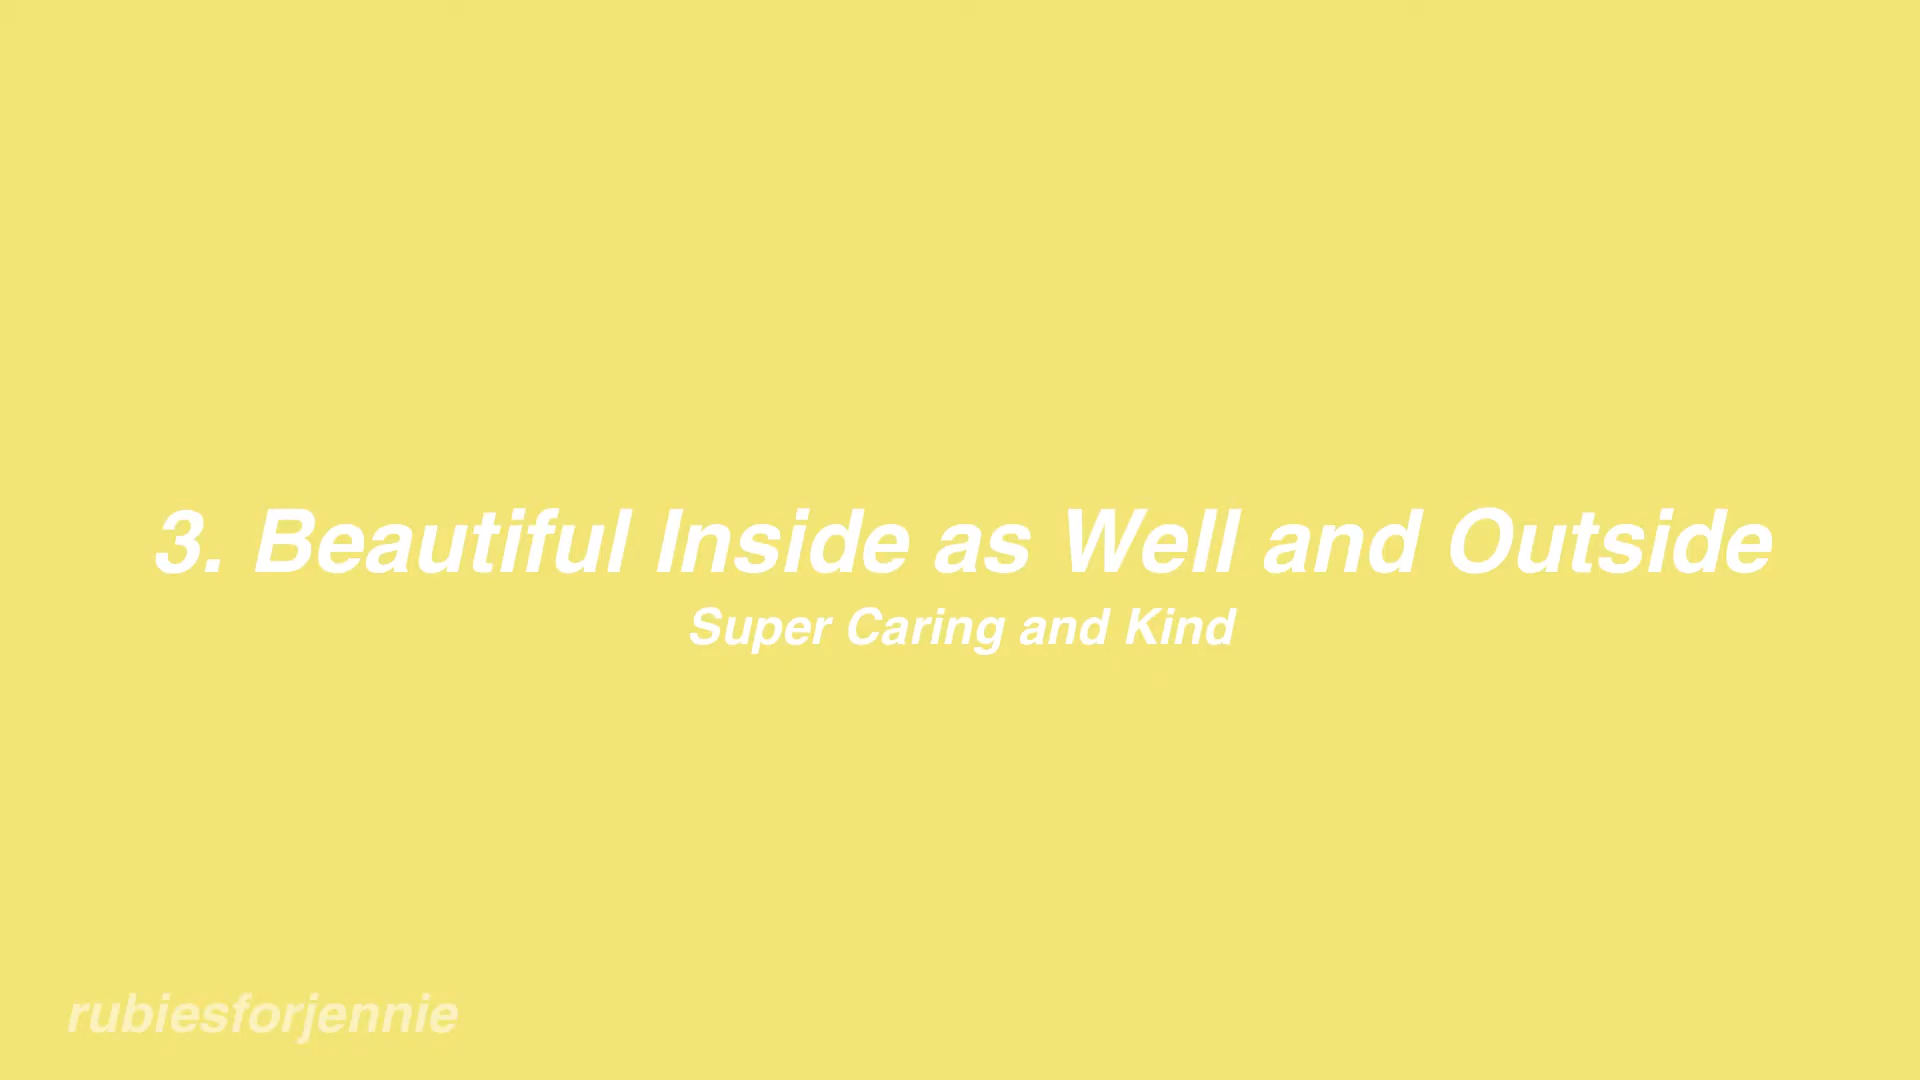 3. Beautiful Inside as Well and Outside
Super Caring and Kind
rubiesforjennie